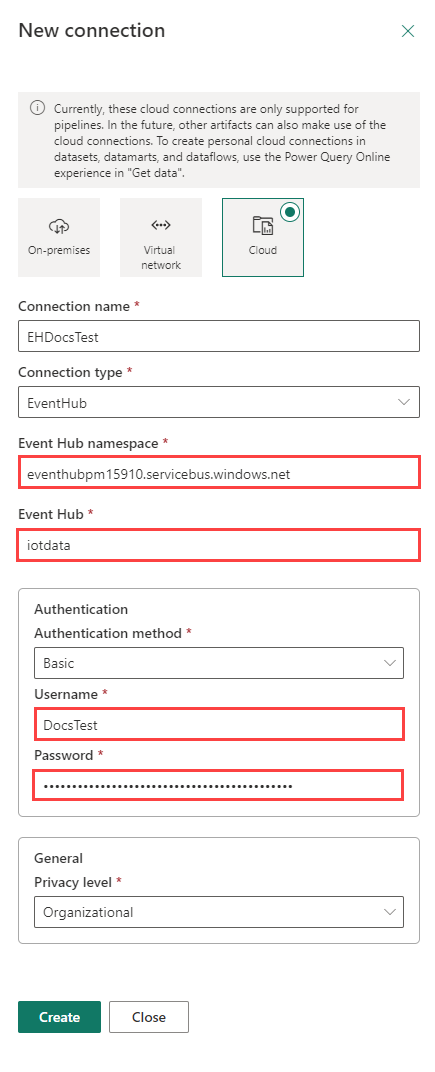 New connection
Currently, these cloud connections are only supported for
pipelines. In the future, other artifacts can also make use of the
cloud connections. To create personal cloud connections in
datasets, datamarts, and dataflows, use the Power Query Online
experience in "Get data".
On-premises
Virtual
network
Cloud
Connection name *
EHDocsTest
Connection type *
EventHub
Event Hub namespace *
eventhubpm15910.servicebus.windows.net
Event Hub *
iotdata
Authentication
Authentication method *
Basic
Username *
DocsTest
Password *
••••••••••••••••••••••••••••••••••••••••••••
General
Privacy level *
Organizational
Create
Close